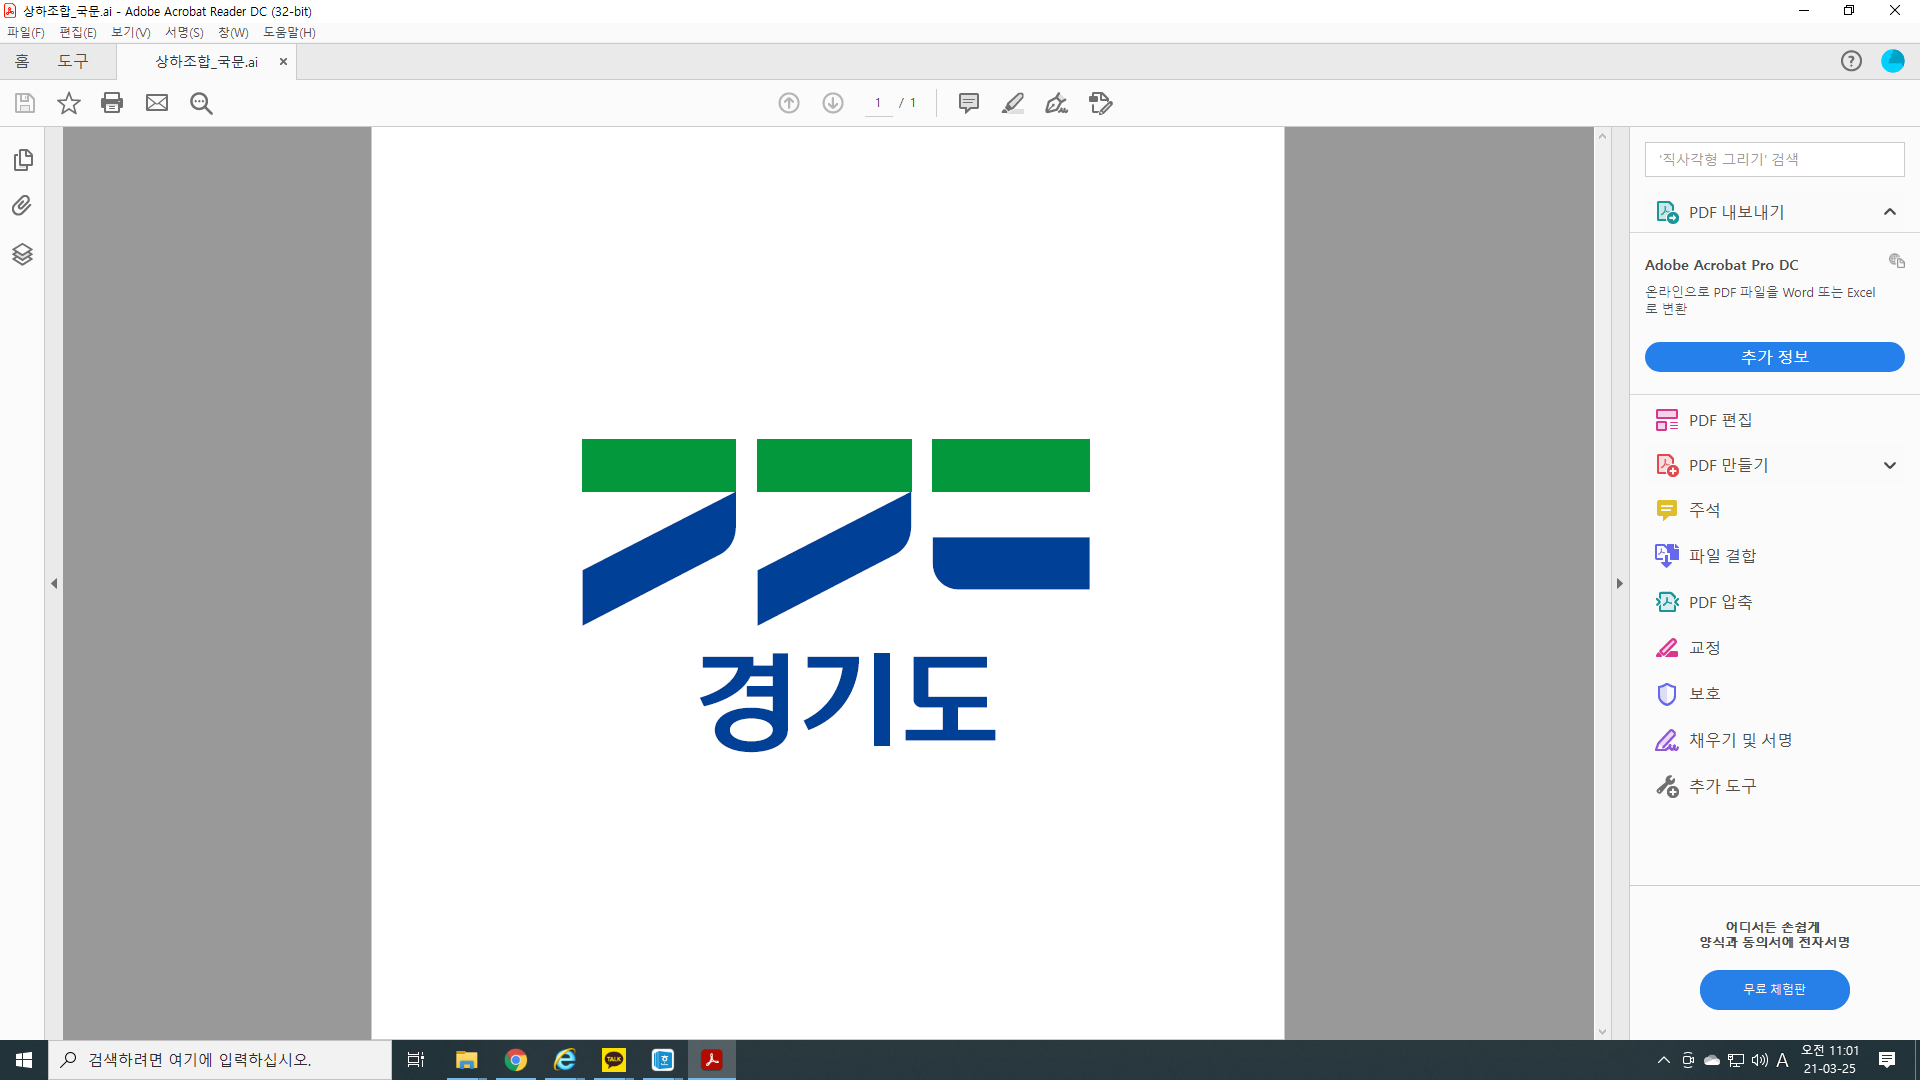 상하조합_국문.ai - Adobe Acrobat Reader DC (32-bit)
파일(F) 편집(E) 보기(V) 서명(S) 창(W) 도움말(H)
홈 도구 상하조합_국문.ai
1 / 1
'직사각형 그리기' 검색
PDF 내보내기
Adobe Acrobat Pro DC
온라인으로 PDF 파일을 Word 또는 Excel
로 변환
추가 정보
PDF 편집
PDF 만들기
주석
파일 결합
PDF 압축
교정
보호
채우기 및 서명
추가 도구
어디서든 손쉽게
양식과 동의서에 전자서명
무료 체험판
경기도
검색하려면 여기에 입력하십시오.
TALK
A
오전 11:01
21-03-25